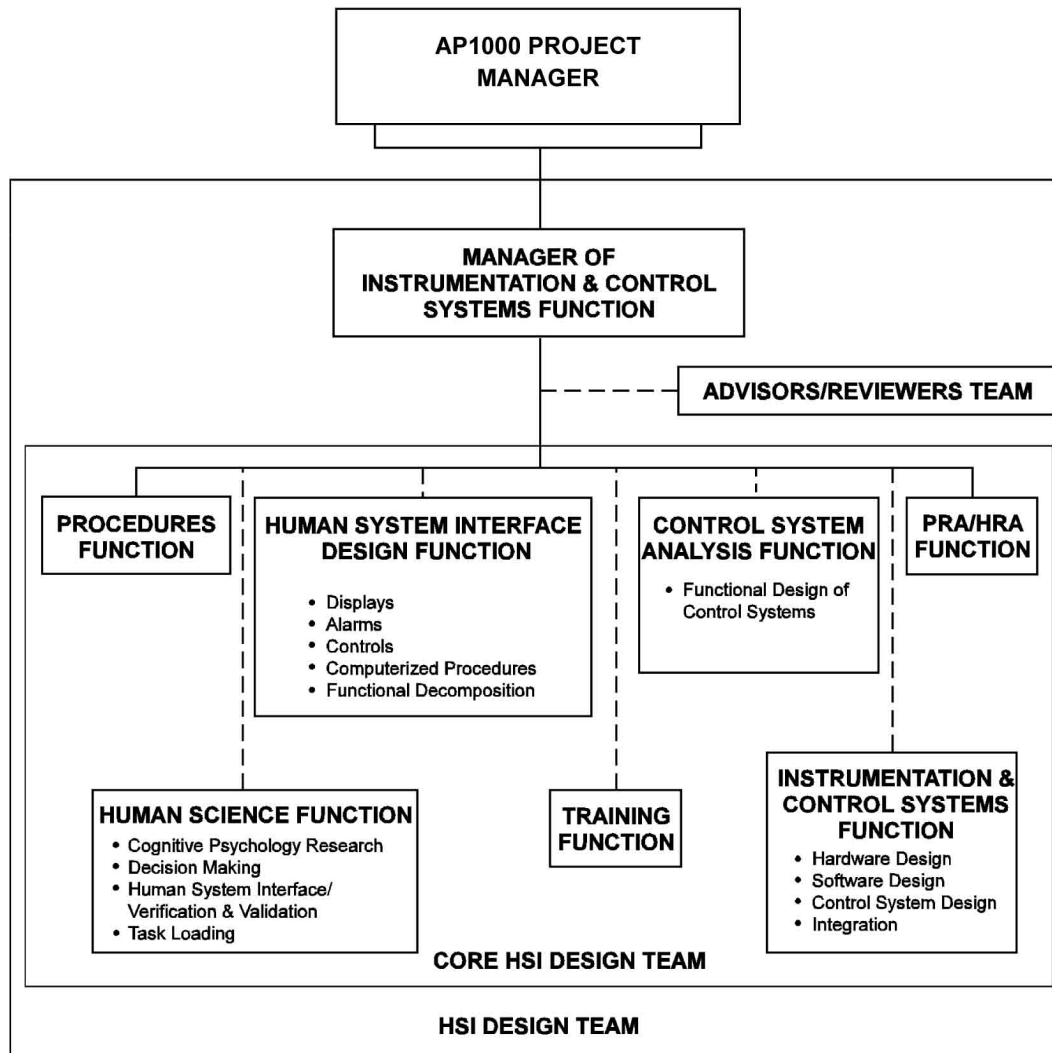 AP1000 PROJECT
MANAGER
MANAGER OF
INSTRUMENTATION & CONTROL
SYSTEMS FUNCTION
ADVISORS/REVIEWERS TEAM
PROCEDURES
FUNCTION
HUMAN SYSTEM INTERFACE
DESIGN FUNCTION
• Displays
• Alarms
• Controls
• Computerized Procedures
• Functional Decomposition
CONTROL SYSTEM
ANALYSIS FUNCTION
• Functional Design of
Control Systems
PRA/HRA
FUNCTION
HUMAN SCIENCE FUNCTION
• Cognitive Psychology Research
• Decision Making
• Human System Interface/
Verification & Validation
• Task Loading
TRAINING
FUNCTION
INSTRUMENTATION &
CONTROL SYSTEMS
FUNCTION
• Hardware Design
• Software Design
• Control System Design
• Integration
CORE HSI DESIGN TEAM
HSI DESIGN TEAM